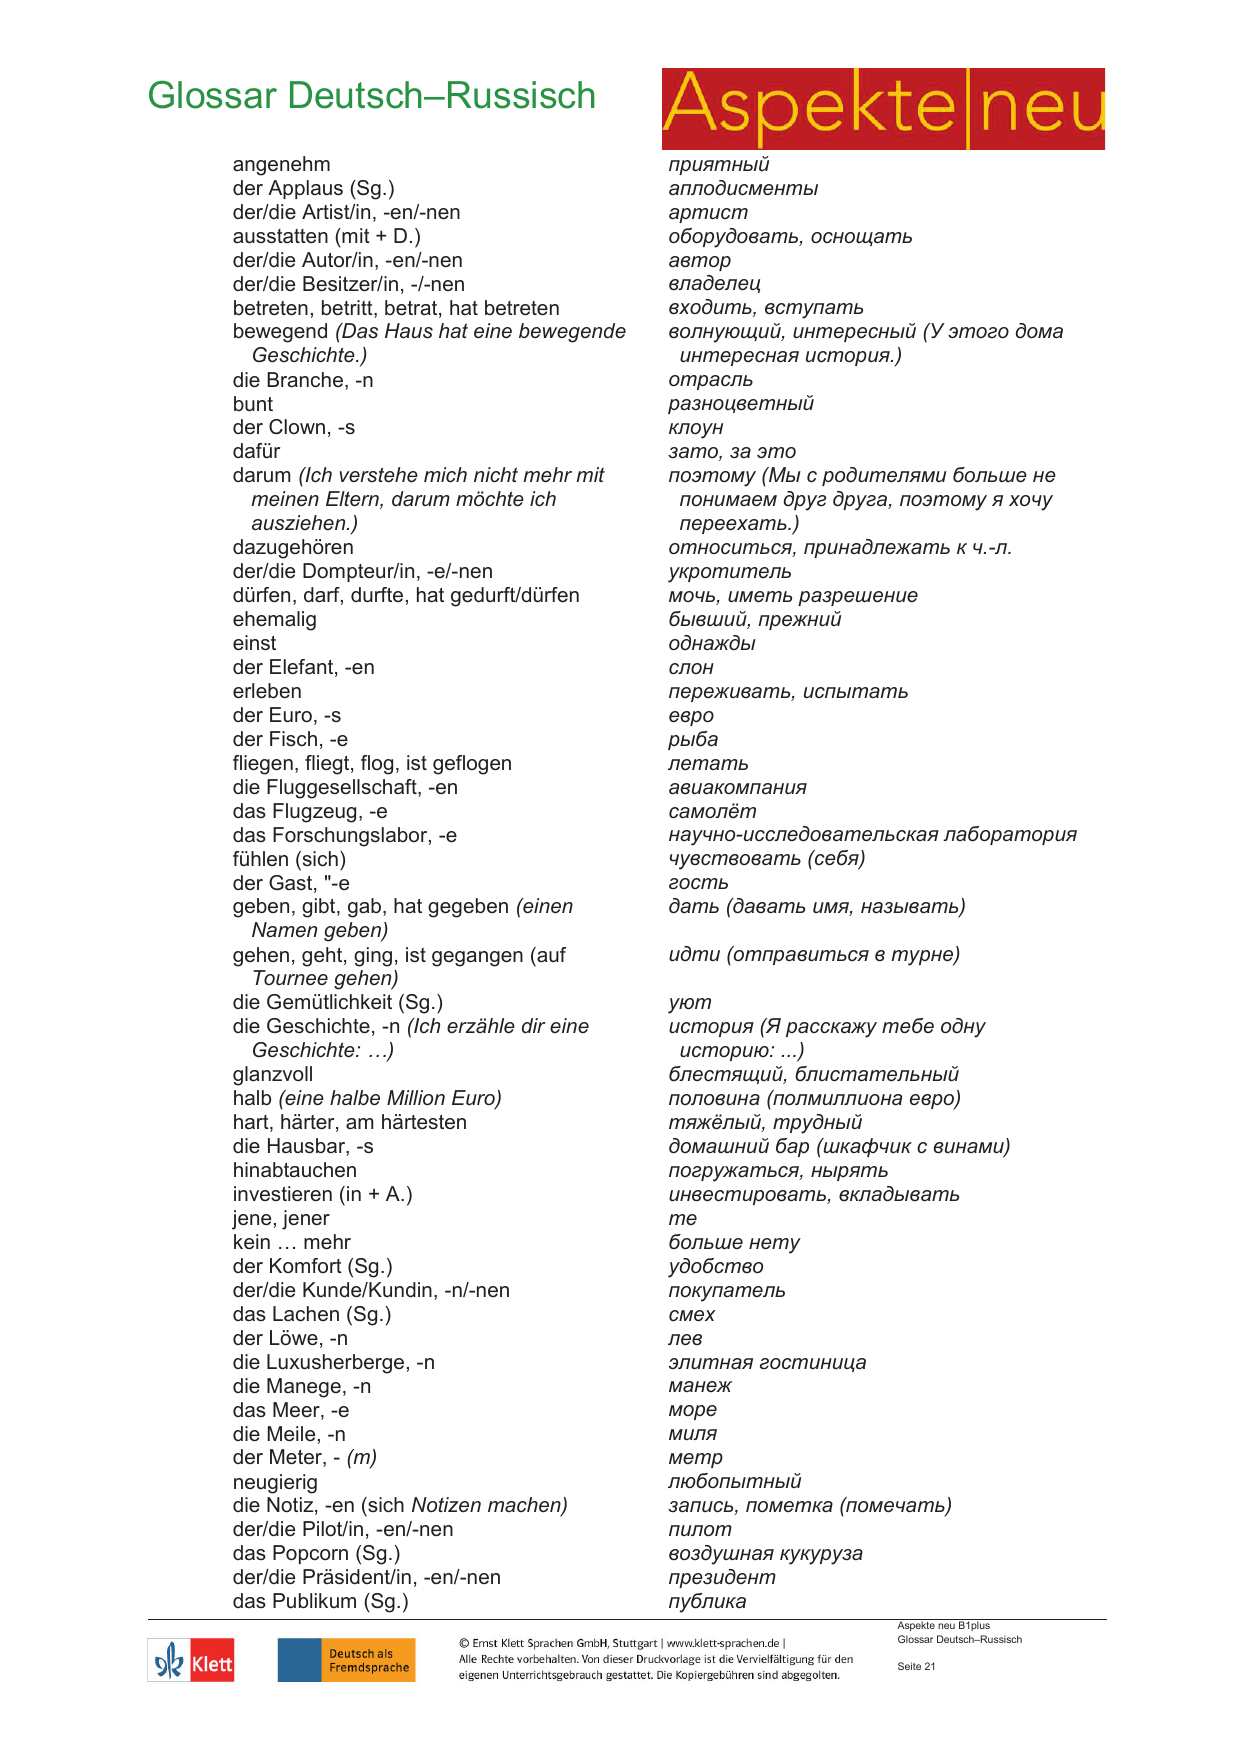 Glossar Deutsch–Russisch
Aspekte|neu
angenehm приятный
der Applaus (Sg.) аплодисменты
der/die Artist/in, -en/-nen артист
ausstatten (mit + D.) оборудовать, оснощать
der/die Autor/in, -en/-nen автор
der/die Besitzer/in, -/-nen владелец
betreten, betritt, betrat, hat betreten входить, вступать
bewegend (Das Haus hat eine bewegende волнующий, интересный (У этого дома
Geschichte.) интересная история.)
die Branche, -n отрасль
bunt разноцветный
der Clown, -s клоун
dafür зато, за это
darum (Ich verstehe mich nicht mehr mit поэтому (Мы с родителями больше не
meinen Eltern, darum möchte ich понимаем друг друга, поэтому я хочу
ausziehen.) переехать.)
dazugehören относиться, принадлежать к ч.-л.
der/die Dompteur/in, -e/-nen укротитель
dürfen, darf, durfte, hat gedurft/dürfen мочь, иметь разрешение
ehemalig бывший, прежний
einst однажды
der Elefant, -en слон
erleben переживать, испытать
der Euro, -s евро
der Fisch, -e рыба
fliegen, fliegt, flog, ist geflogen летать
die Fluggesellschaft, -en авиакомпания
das Flugzeug, -e самолёт
das Forschungslabor, -e научно-исследовательская лаборатория
fühlen (sich) чувствовать (себя)
der Gast, "-e гость
geben, gibt, gab, hat gegeben (einen дать (давать имя, называть)
Namen geben)
gehen, geht, ging, ist gegangen (auf идти (отправиться в турне)
Tournee gehen)
die Gemütlichkeit (Sg.) уют
die Geschichte, -n (Ich erzähle dir eine история (Я расскажу тебе одну
Geschichte: …) историю: ...)
glanzvoll блестящий, блистательный
halb (eine halbe Million Euro) половина (полмиллиона евро)
hart, härter, am härtesten тяжёлый, трудный
die Hausbar, -s домашний бар (шкафчик с винами)
hinabtauchen погружаться, нырять
investieren (in + A.) инвестировать, вкладывать
jene, jener те
kein … mehr больше нету
der Komfort (Sg.) удобство
der/die Kunde/Kundin, -n/-nen покупатель
das Lachen (Sg.) смех
der Löwe, -n лев
die Luxusherberge, -n элитная гостиница
die Manege, -n манеж
das Meer, -e море
die Meile, -n миля
der Meter, - (m) метр
neugierig любопытный
die Notiz, -en (sich Notizen machen) запись, пометка (помечать)
der/die Pilot/in, -en/-nen пилот
das Popcorn (Sg.) воздушная кукуруза
der/die Präsident/in, -en/-nen президент
das Publikum (Sg.) публика
Klett
Deutsch als
Fremdsprache
© Ernst Klett Sprachen GmbH, Stuttgart | www.klett-sprachen.de |
Alle Rechte vorbehalten. Von dieser Druckvorlage ist die Vervielfältigung für den
eigenen Unterrichtsgebrauch gestattet. Die Kopiergebühren sind abgegolten.
Aspekte neu B1plus
Glossar Deutsch–Russisch
Seite 21